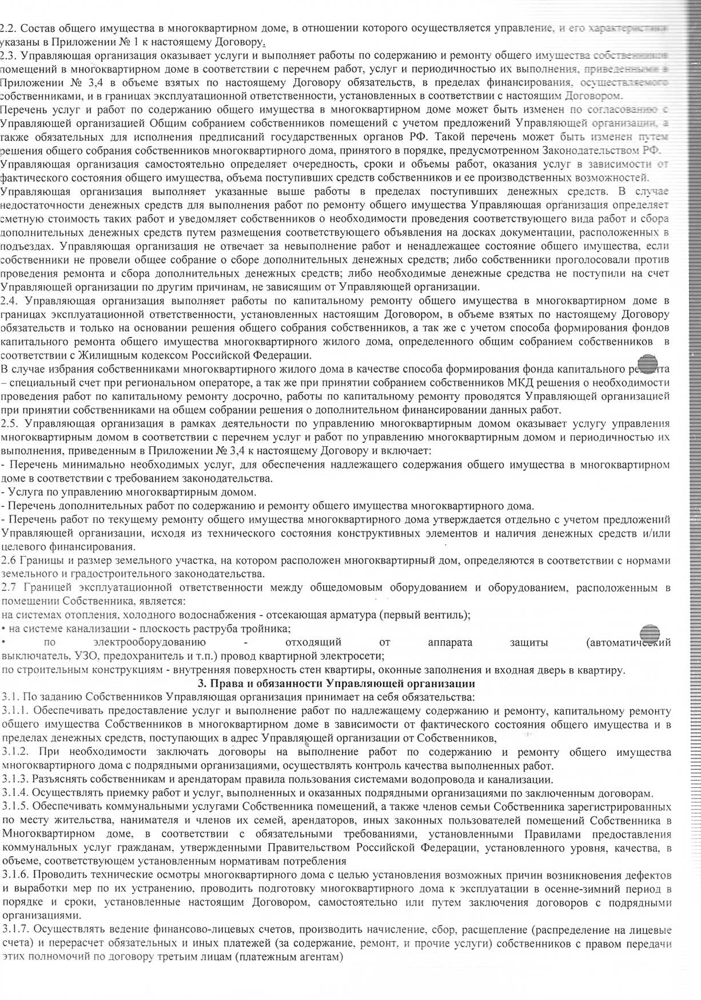 2.2. Состав общего имущества в многоквартирном доме, в отношении которого осуществляется управление, и его характеристики
указаны в Приложении № 1 к настоящему Договору.
2.3. Управляющая организация оказывает услуги и выполняет работы по содержанию и ремонту общего имущества собственников
помещений в многоквартирном доме в соответствии с перечнем работ, услуг и периодичностью их выполнения, приведенными в
Приложении № 3,4 в объеме взятых по настоящему Договору обязательств, в пределах финансирования, осуществляемого
собственниками, и в границах эксплуатационной ответственности, установленных в соответствии с настоящим Договором.
Перечень услуг и работ по содержанию общего имущества в многоквартирном доме может быть изменен по согласованию с
Управляющей организацией Общим собранием собственников помещений с учетом предложений Управляющей организации, а
также обязательных для исполнения предписаний государственных органов РФ. Такой перечень может быть изменен путем
решения общего собрания собственников многоквартирного дома, принятого в порядке, предусмотренном Законодательством РФ.
Управляющая организация самостоятельно определяет очередность, сроки и объемы работ, оказания услуг в зависимости от
фактического состояния общего имущества, объема поступивших средств собственников и ее производственных возможностей.
Управляющая организация выполняет указанные выше работы в пределах поступивших денежных средств. В случае
недостаточности денежных средств для выполнения работ по ремонту общего имущества Управляющая организация определяет
сметную стоимость таких работ и уведомляет собственников о необходимости проведения соответствующего вида работ и сбора
дополнительных денежных средств путем размещения соответствующего объявления на досках документации, расположенных в
подъездах. Управляющая организация не отвечает за невыполнение работ и ненадлежащее состояние общего имущества, если
собственники не провели общее собрание о сборе дополнительных денежных средств; либо собственники проголосовали против
проведения ремонта и сбора дополнительных денежных средств; либо необходимые денежные средства не поступили на счет
Управляющей организации по другим причинам, не зависящим от Управляющей организации.
2.4. Управляющая организация выполняет работы по капитальному ремонту общего имущества в многоквартирном доме в
границах эксплуатационной ответственности, установленных настоящим Договором, в объеме взятых по настоящему Договору
обязательств и только на основании решения общего собрания собственников, а так же с учетом способа формирования фондов
капитального ремонта общего имущества многоквартирного жилого дома, определенного общим собранием собственников в
соответствии с Жилищным кодексом Российской Федерации.
В случае избрания собственниками многоквартирного жилого дома в качестве способа формирования фонда капитального ремонта
– специальный счет при региональном операторе, а так же при принятии собранием собственников МКД решения о необходимости
проведения работ по капитальному ремонту досрочно, работы по капитальному ремонту проводятся Управляющей организацией
при принятии собственниками на общем собрании решения о дополнительном финансировании данных работ.
2.5. Управляющая организация в рамках деятельности по управлению многоквартирным домом оказывает услугу управления
многоквартирным домом в соответствии с перечнем услуг и работ по управлению многоквартирным домом и периодичностью их
выполнения, приведенным в Приложении № 3,4 к настоящему Договору и включает:
- Перечень минимально необходимых услуг, для обеспечения надлежащего содержания общего имущества в многоквартирном
доме в соответствии с требованием законодательства.
- Услуга по управлению многоквартирным домом.
- Перечень дополнительных работ по содержанию и ремонту общего имущества многоквартирного дома.
- Перечень работ по текущему ремонту общего имущества многоквартирного дома утверждается отдельно с учетом предложений
Управляющей организации, исходя из технического состояния конструктивных элементов и наличия денежных средств и/или
целевого финансирования.
2.6 Границы и размер земельного участка, на котором расположен многоквартирный дом, определяются в соответствии с нормами
земельного и градостроительного законодательства.
2.7 Границей эксплуатационной ответственности между общедомовым оборудованием и оборудованием, расположенным в
помещении Собственника, является:
на системах отопления, холодного водоснабжения - отсекающая арматура (первый вентиль);
• на системе канализации - плоскость раструба тройника;
• по электрооборудованию - отходящий от аппарата защиты (автоматический
выключатель, УЗО, предохранитель и т.п.) провод квартирной электросети;
по строительным конструкциям - внутренняя поверхность стен квартиры, оконные заполнения и входная дверь в квартиру.
3. Права и обязанности Управляющей организации
3.1. По заданию Собственников Управляющая организация принимает на себя обязательства:
3.1.1. Обеспечивать предоставление услуг и выполнение работ по надлежащему содержанию и ремонту, капитальному ремонту
общего имущества Собственников в многоквартирном доме в зависимости от фактического состояния общего имущества и в
пределах денежных средств, поступающих в адрес Управляющей организации от Собственников,
3.1.2. При необходимости заключать договоры на выполнение работ по содержанию и ремонту общего имущества
многоквартирного дома с подрядными организациями, осуществлять контроль качества выполненных работ.
3.1.3. Разъяснять собственникам и арендаторам правила пользования системами водопровода и канализации.
3.1.4. Осуществлять приемку работ и услуг, выполненных и оказанных подрядными организациями по заключенным договорам.
3.1.5. Обеспечивать коммунальными услугами Собственника помещений, а также членов семьи Собственника зарегистрированных
по месту жительства, нанимателя и членов их семей, арендаторов, иных законных пользователей помещений Собственника в
Многоквартирном доме, в соответствии с обязательными требованиями, установленными Правилами предоставления
коммунальных услуг гражданам, утвержденными Правительством Российской Федерации, установленного уровня, качества, в
объеме, соответствующем установленным нормативам потребления
3.1.6. Проводить технические осмотры многоквартирного дома с целью установления возможных причин возникновения дефектов
и выработки мер по их устранению, проводить подготовку многоквартирного дома к эксплуатации в осенне-зимний период в
порядке и сроки, установленные настоящим Договором, самостоятельно или путем заключения договоров с подрядными
организациями.
3.1.7. Осуществлять ведение финансово-лицевых счетов, производить начисление, сбор, расщепление (распределение на лицевые
счета) и перерасчет обязательных и иных платежей (за содержание, ремонт, и прочие услуги) собственников с правом передачи
этих полномочий по договору третьим лицам (платежным агентам)